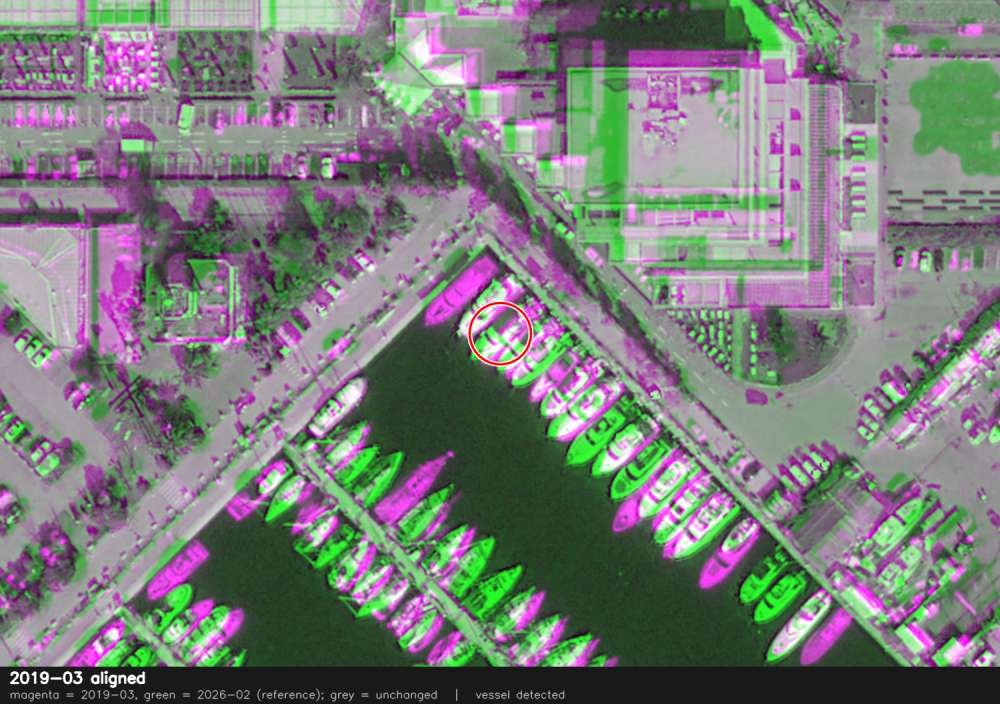 2019-03 aligned
magenta = 2019-03, green = 2026-02 (reference); grey = unchanged | vessel detected